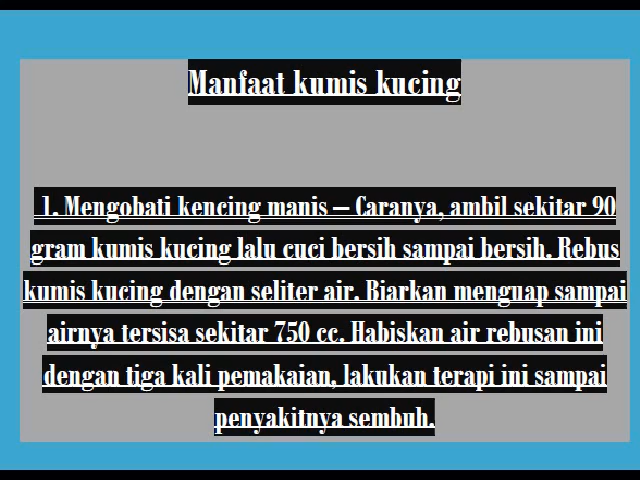 Manfaat kumis kucing
1. Mengobati kencing manis – Caranya, ambil sekitar 90
gram kumis kucing lalu cuci bersih sampai bersih. Rebus
kumis kucing dengan seliter air. Biarkan menguap sampai
airnya tersisa sekitar 750 cc. Habiskan air rebusan ini
dengan tiga kali pemakaian, lakukan terapi ini sampai
penyakitnya sembuh.